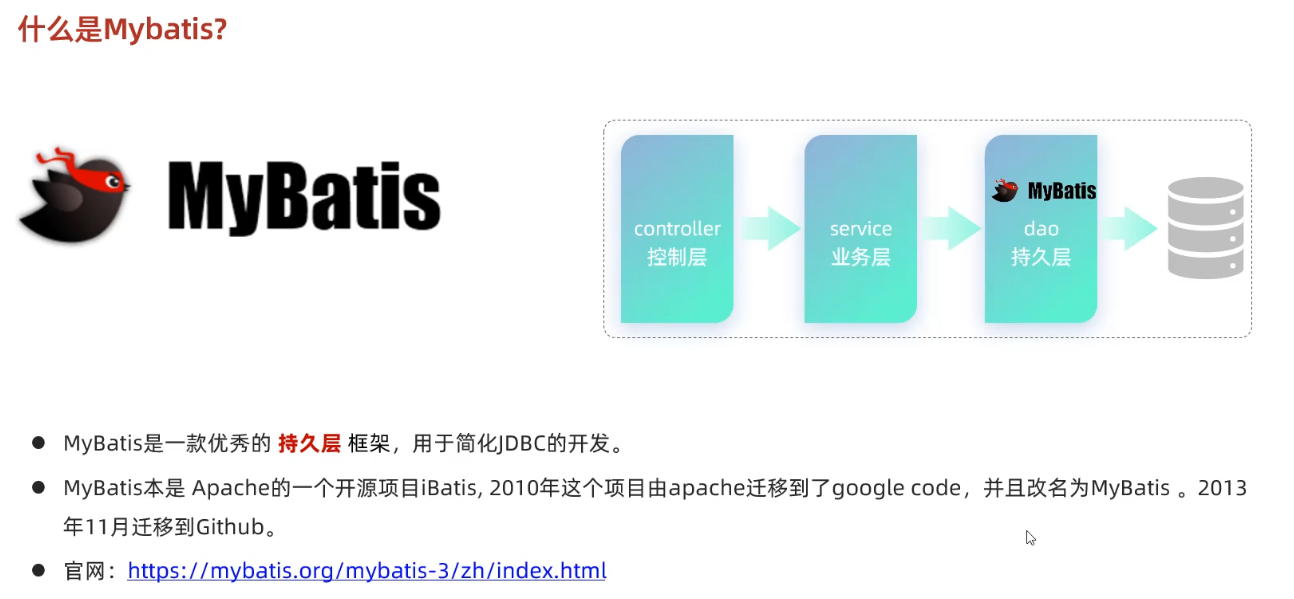 什么是Mybatis?
MyBatis
MyBatis
controller
控制层
service
业务层
dao
持久层
MyBatis是一款优秀的 持久层 框架，用于简化JDBC的开发。
MyBatis本是 Apache的一个开源项目iBatis, 2010年这个项目由apache迁移到了google code，并且改名为MyBatis 。2013
年11月迁移到Github。
官网：https://mybatis.org/mybatis-3/zh/index.html